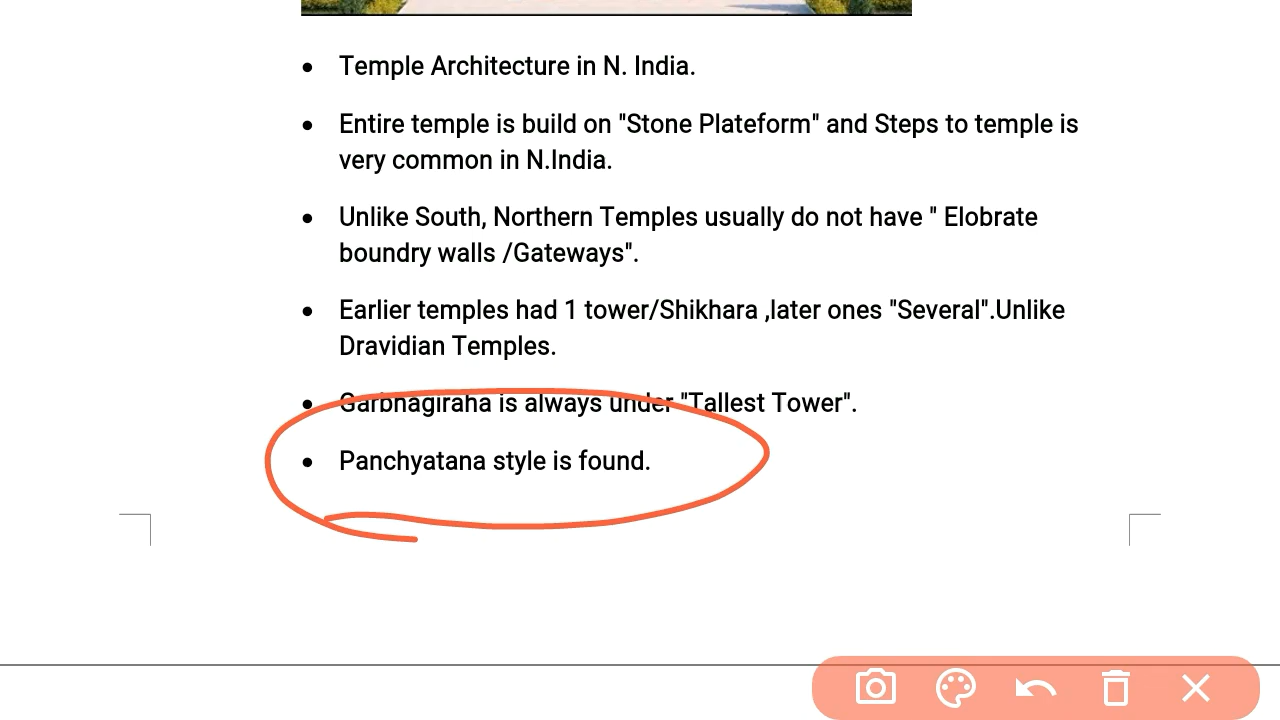 • Temple Architecture in N. India.
• Entire temple is build on "Stone Plateform" and Steps to temple is
very common in N.India.
• Unlike South, Northern Temples usually do not have " Elobrate
boundry walls /Gateways".
• Earlier temples had 1 tower/Shikhara ,later ones "Several".Unlike
Dravidian Temples.
• Garbhagiraha is always under "Tallest Tower".
• Panchyatana style is found.